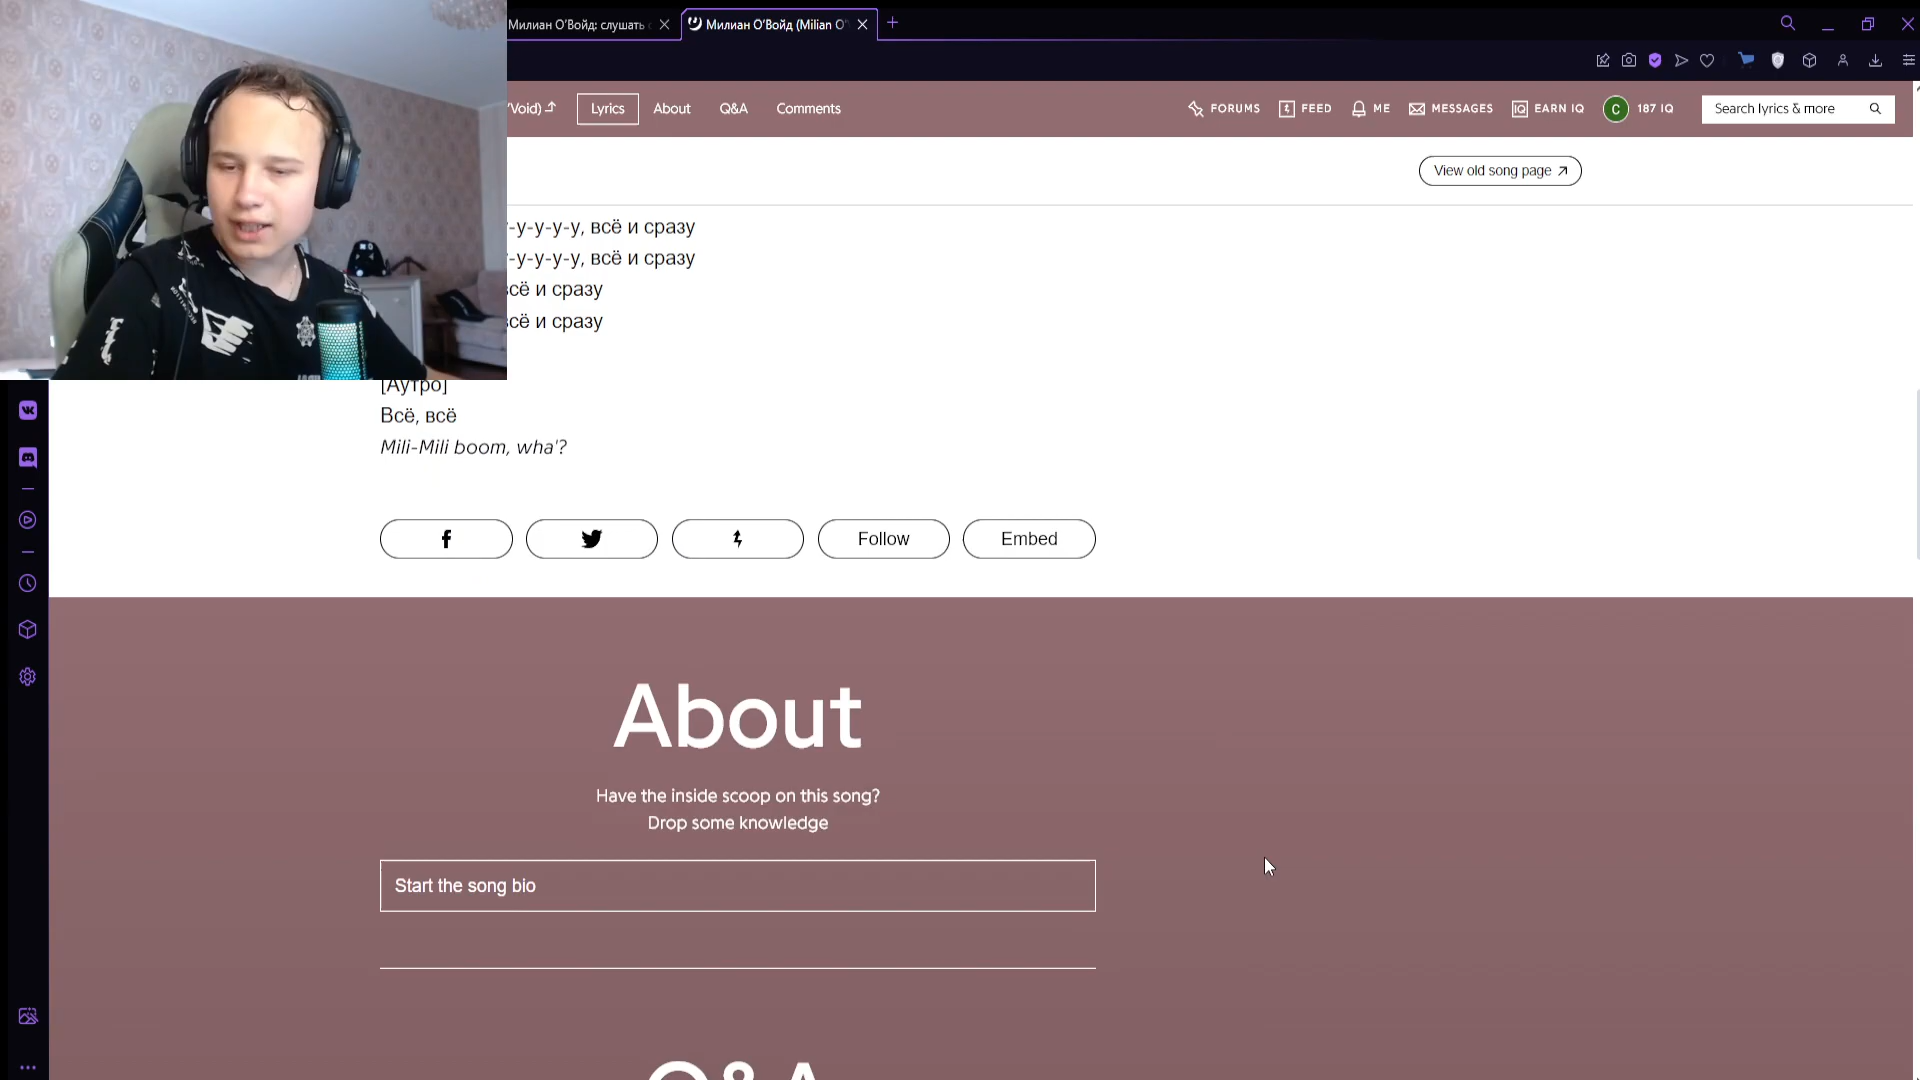 Милиан О'Войд: слушать
Милиан О'Войд (Milian O'
'Void)
Lyrics
About
Q&A
Comments
FORUMS
FEED
ME
MESSAGES
EARN IQ
C
187 IQ
Search lyrics & more
View old song page
-у-у-у-у, всё и сразу
-у-у-у-у, всё и сразу
сё и сразу
сё и сразу
[Аутро]
Всё, всё
Mili-Mili boom, wha'?
Follow
Embed
About
Have the inside scoop on this song?
Drop some knowledge
Start the song bio
Q&A